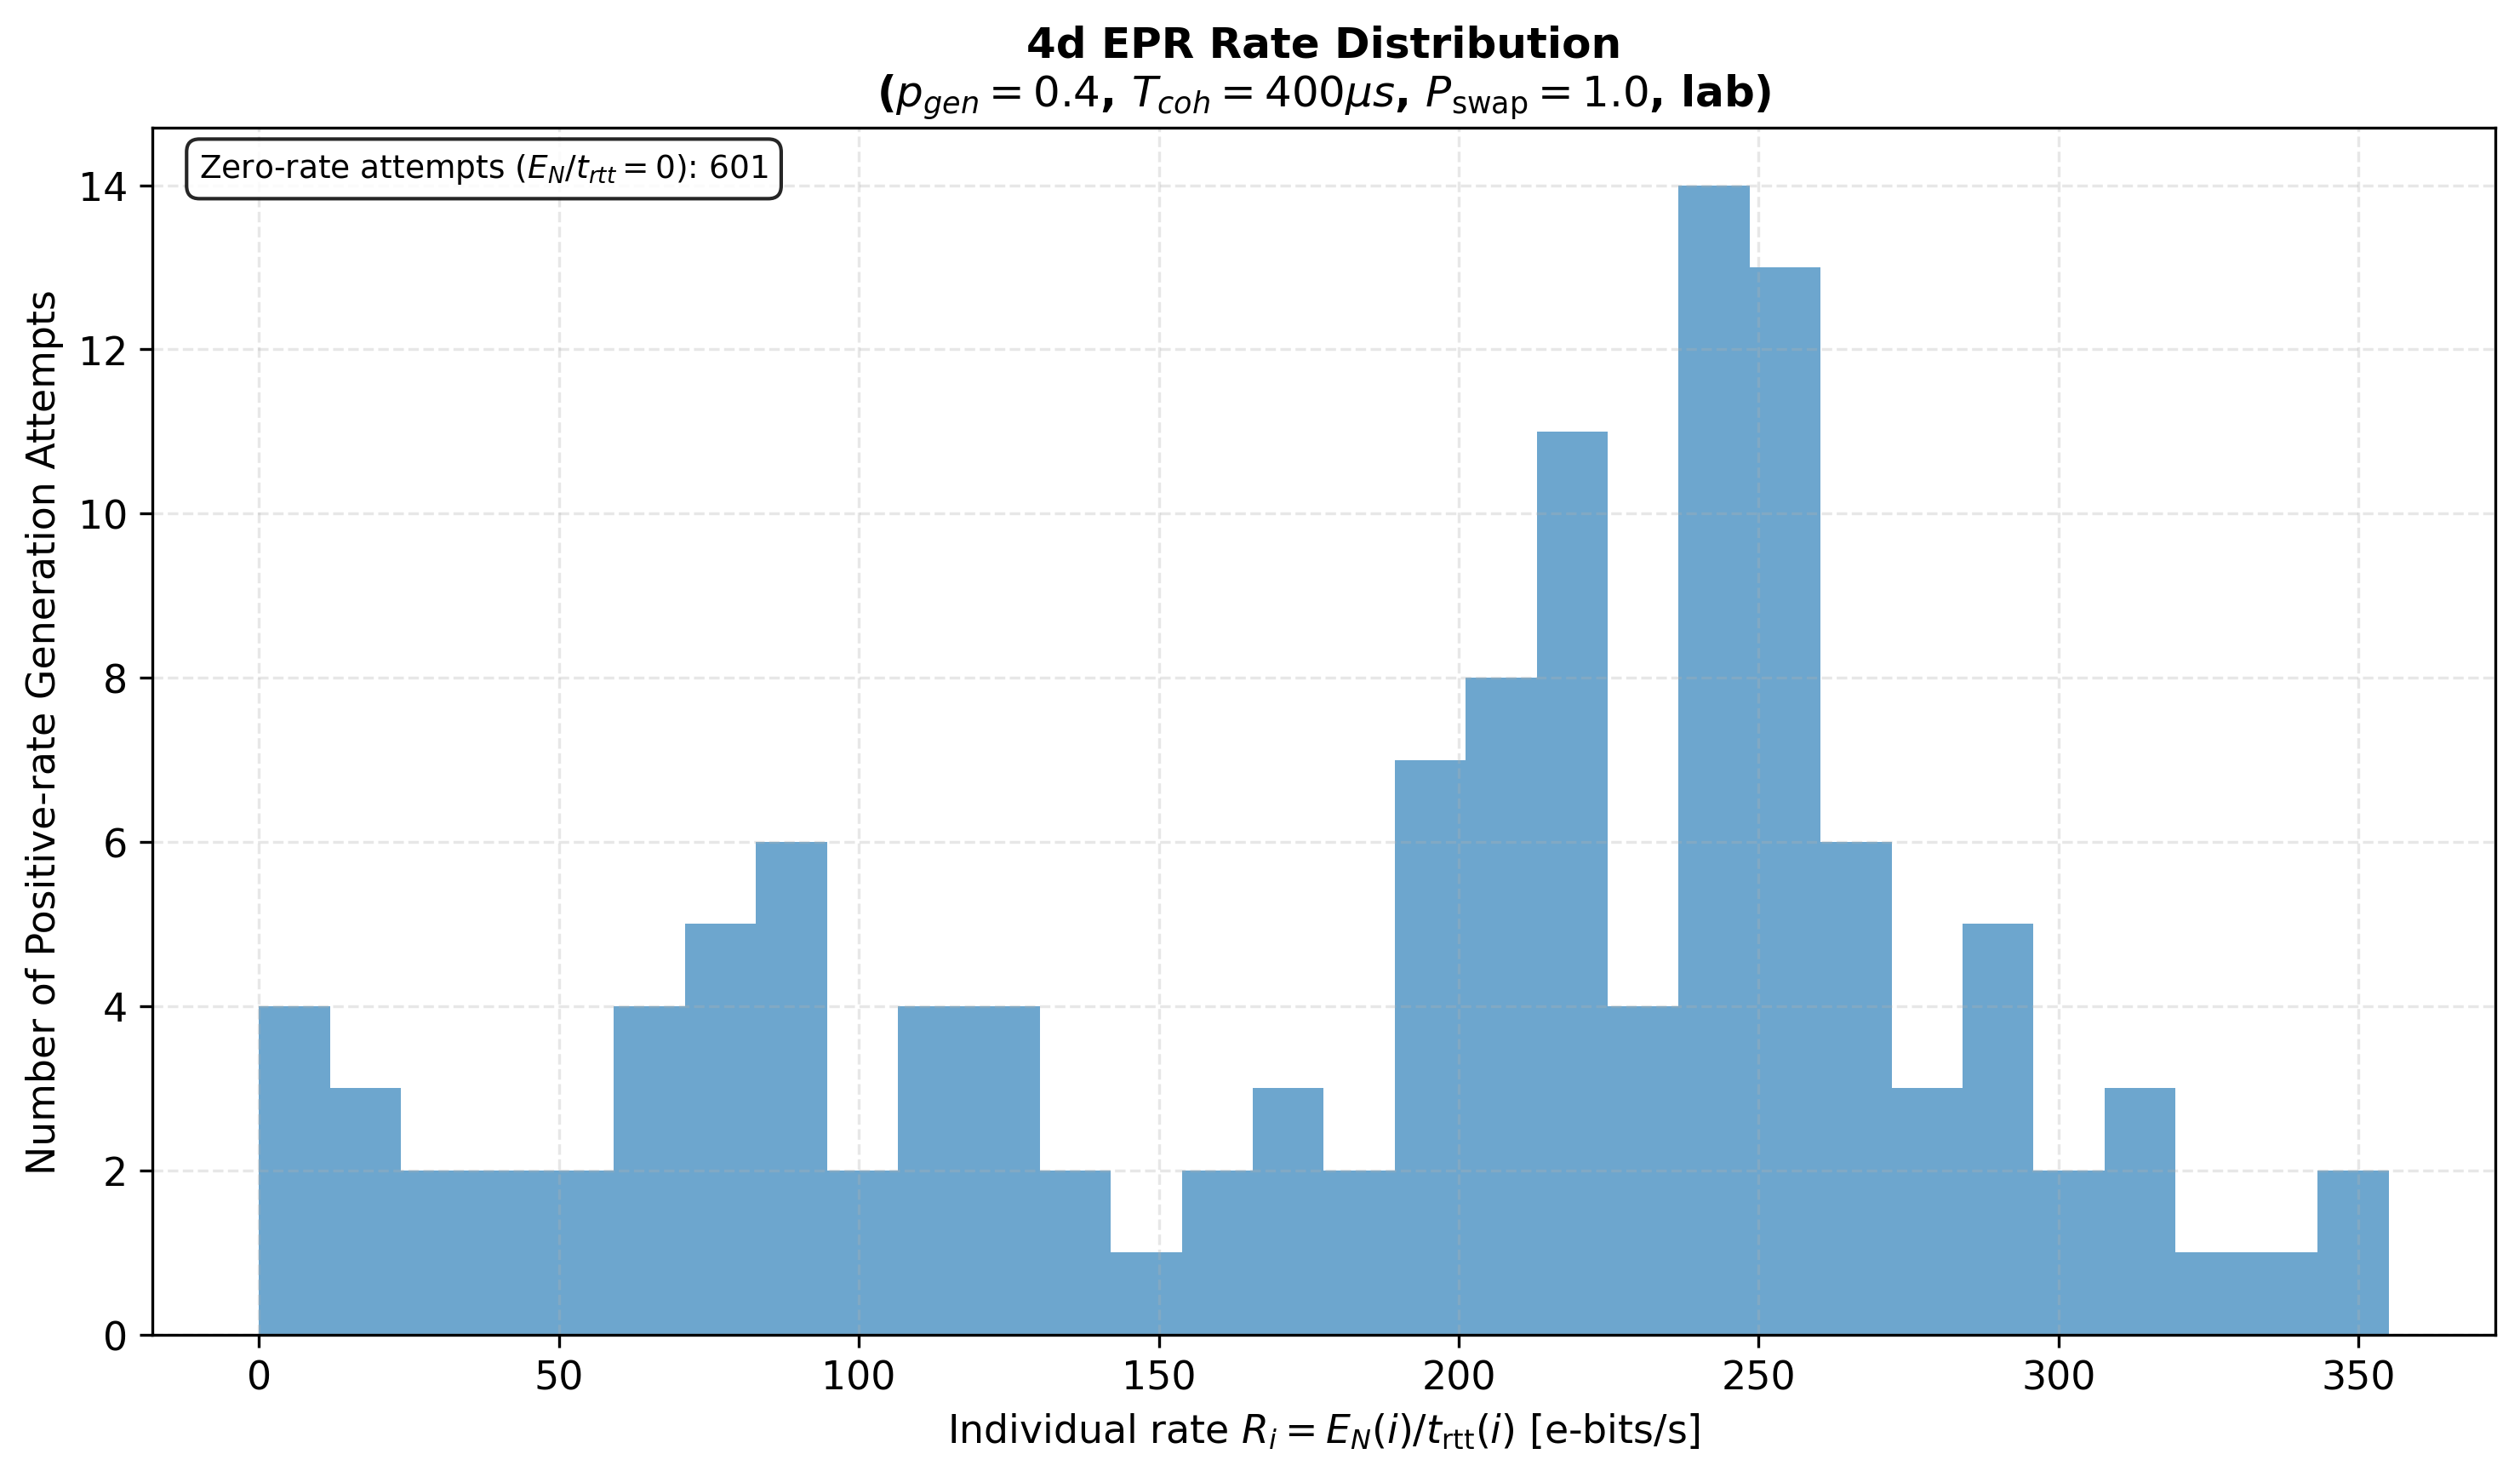 4d EPR Rate Distribution
(p_gen = 0.4, T_coh = 400μs, P_swap = 1.0, lab)
Zero-rate attempts (E_N/t_rtt = 0): 601
Number of Positive-rate Generation Attempts
14
12
10
8
6
4
2
0
0 50 100 150 200 250 300 350
Individual rate R_i = E_N(i)/t_rtt(i) [e-bits/s]